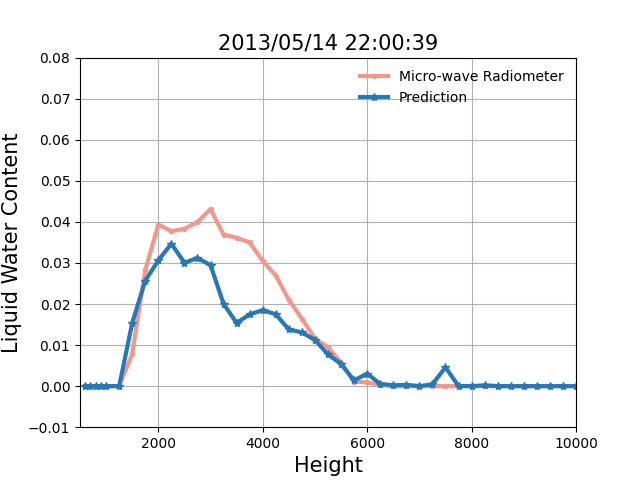 2013/05/14 22:00:39
Micro-wave Radiometer
Prediction
0.08
0.07
0.06
0.05
0.04
0.03
0.02
0.01
0.00
−0.01
Liquid Water Content
2000 4000 6000 8000 10000
Height